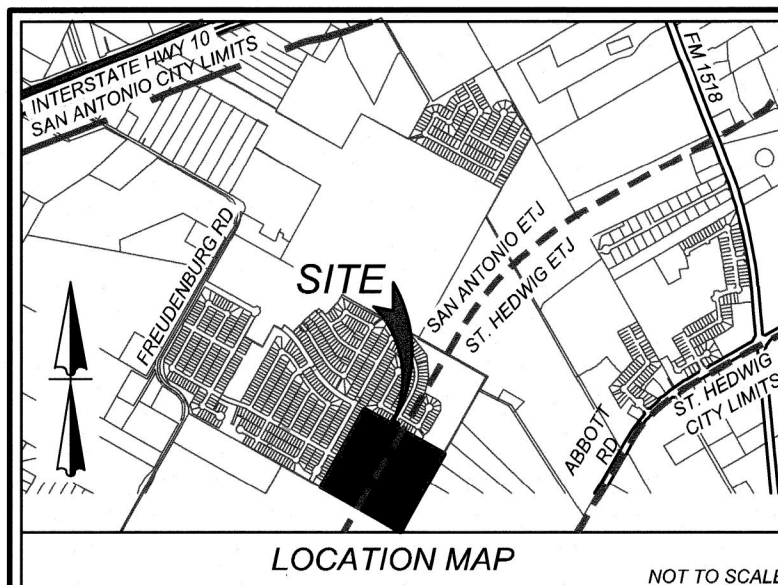 INTERSTATE HWY 10
SAN ANTONIO CITY LIMITS
FM 1518
FREUDENBURG RD
SITE
SAN ANTONIO ETJ
ST. HEDWIG ETJ
ABBOTT
RD
ST. HEDWIG
CITY LIMITS
LOCATION MAP
NOT TO SCALE